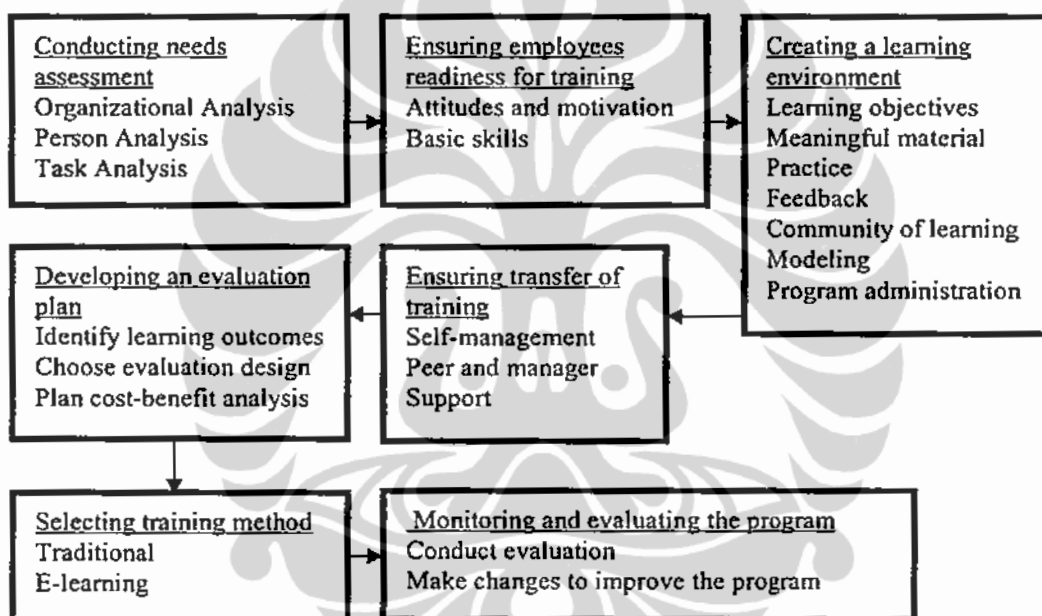 Conducting needs
assessment
Organizational Analysis
Person Analysis
Task Analysis
Ensuring employees
readiness for training
Attitudes and motivation
Basic skills
Creating a learning
environment
Learning objectives
Meaningful material
Practice
Feedback
Community of learning
Modeling
Program administration
Ensuring transfer of
training
Self-management
Peer and manager
Support
Developing an evaluation
plan
Identify learning outcomes
Choose evaluation design
Plan cost-benefit analysis
Selecting training method
Traditional
E-learning
Monitoring and evaluating the program
Conduct evaluation
Make changes to improve the program